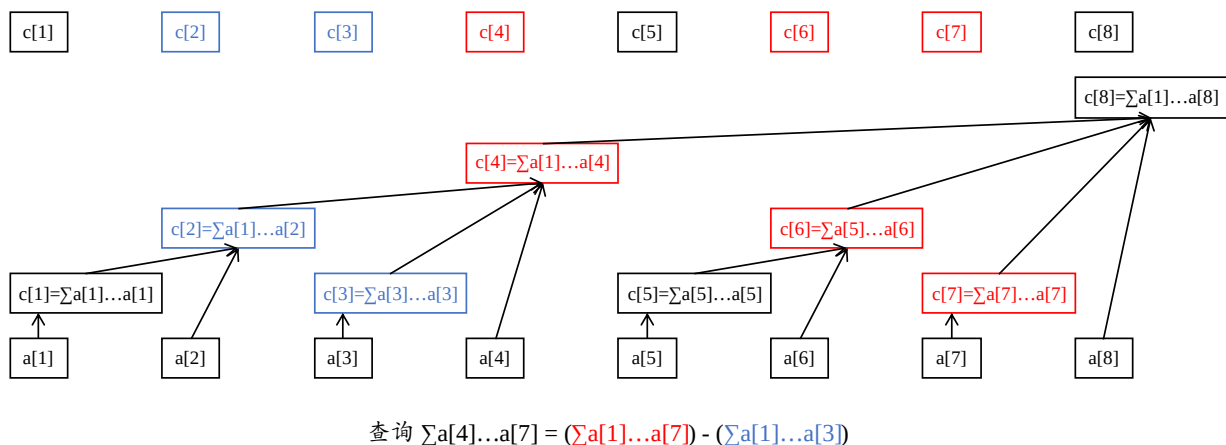 c[1] c[2] c[3] c[4] c[5] c[6] c[7] c[8]
c[8]=∑a[1]…a[8]
c[4]=∑a[1]…a[4]
c[2]=∑a[1]…a[2] c[6]=∑a[5]…a[6]
c[1]=∑a[1]…a[1] c[3]=∑a[3]…a[3] c[5]=∑a[5]…a[5] c[7]=∑a[7]…a[7]
a[1] a[2] a[3] a[4] a[5] a[6] a[7] a[8]
查询 ∑a[4]…a[7] = (∑a[1]…a[7]) - (∑a[1]…a[3])